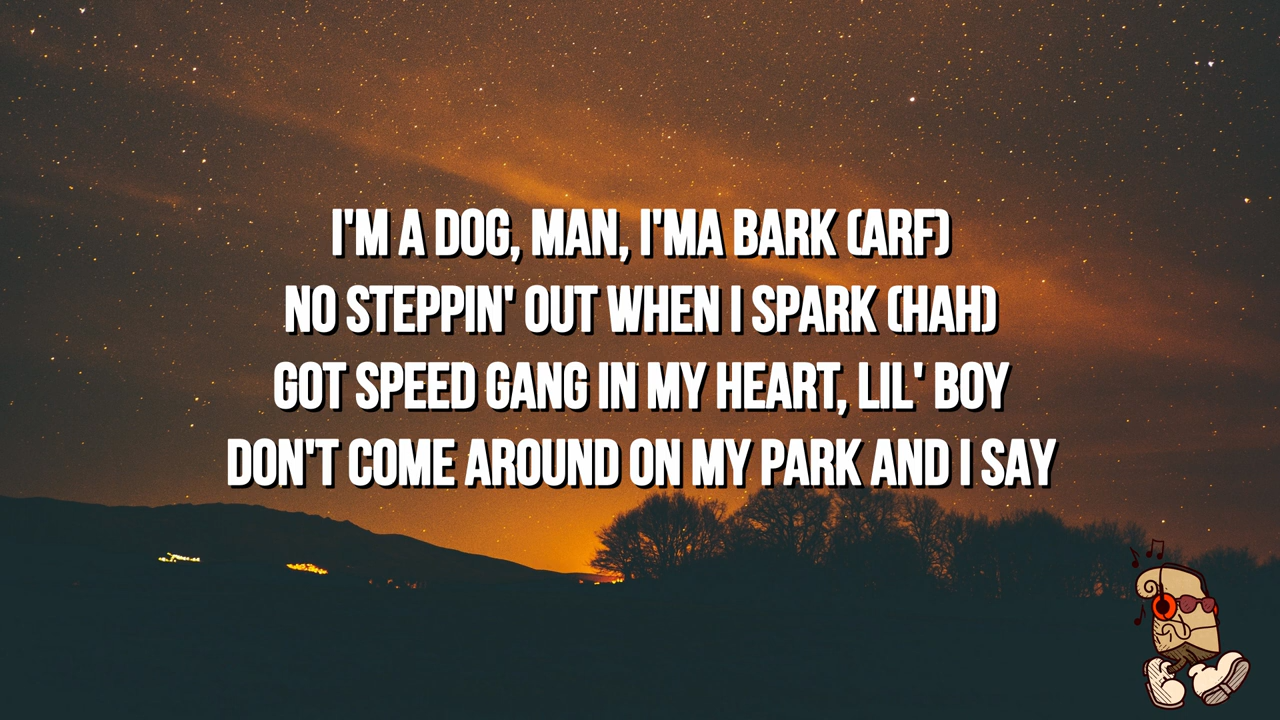 I'M A DOG, MAN, I'MA BARK (ARF)
NO STEPPIN' OUT WHEN I SPARK (HAH)
GOT SPEED GANG IN MY HEART, LIL' BOY
DON'T COME AROUND ON MY PARK AND I SAY